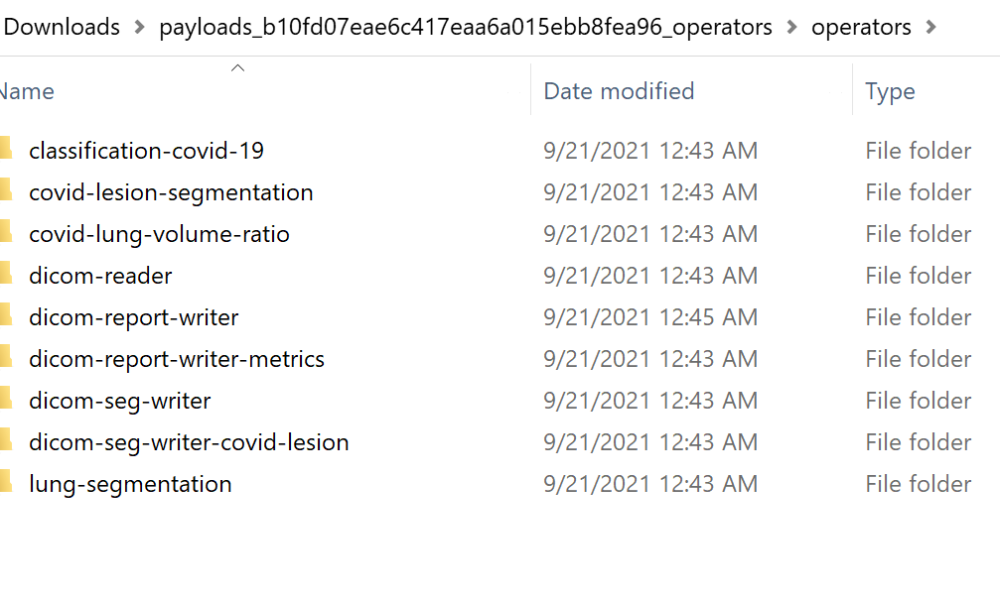 Downloads > payloads_b10fd07eae6c417eaa6a015ebb8fea96_operators > operators >
Name Date modified Type
classification-covid-19 9/21/2021 12:43 AM File folder
covid-lesion-segmentation 9/21/2021 12:43 AM File folder
covid-lung-volume-ratio 9/21/2021 12:43 AM File folder
dicom-reader 9/21/2021 12:43 AM File folder
dicom-report-writer 9/21/2021 12:45 AM File folder
dicom-report-writer-metrics 9/21/2021 12:43 AM File folder
dicom-seg-writer 9/21/2021 12:43 AM File folder
dicom-seg-writer-covid-lesion 9/21/2021 12:43 AM File folder
lung-segmentation 9/21/2021 12:43 AM File folder